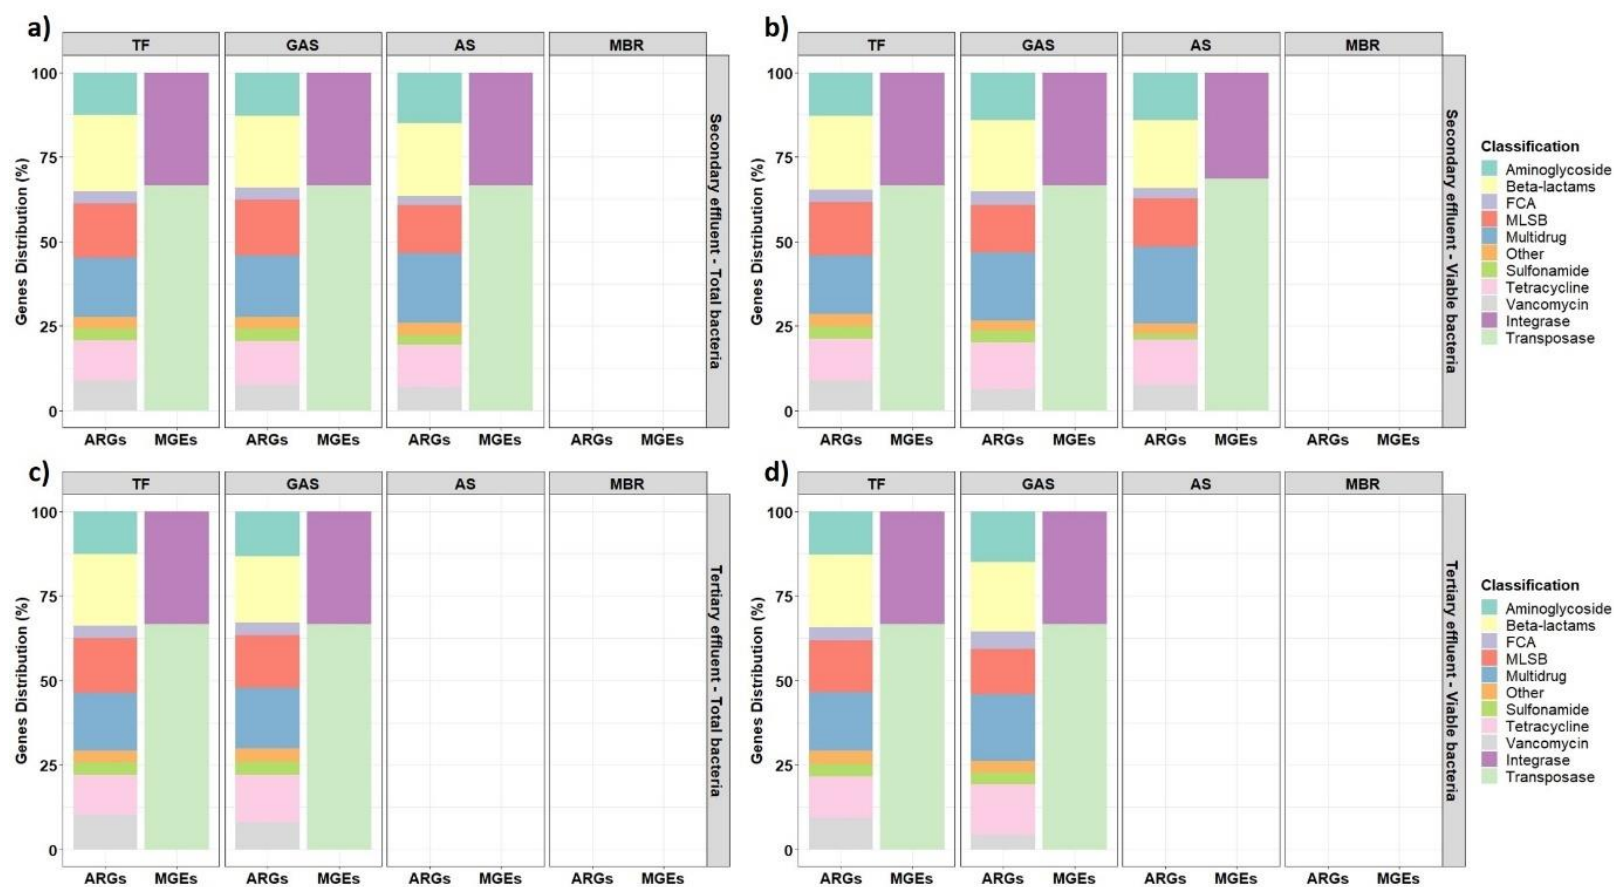 a)
TF GAS AS MBR
Genes Distribution (%)
100
75
50
25
0
ARGs MGEs ARGs MGEs ARGs MGEs ARGs MGEs
Secondary effluent - Total bacteria
b)
TF GAS AS MBR
Genes Distribution (%)
100
75
50
25
0
ARGs MGEs ARGs MGEs ARGs MGEs ARGs MGEs
Secondary effluent - Viable bacteria
Classification
Aminoglycoside
Beta-lactams
FCA
MLSB
Multidrug
Other
Sulfonamide
Tetracycline
Vancomycin
Integrase
Transposase
c)
TF GAS AS MBR
Genes Distribution (%)
100
75
50
25
0
ARGs MGEs ARGs MGEs ARGs MGEs ARGs MGEs
Tertiary effluent - Total bacteria
d)
TF GAS AS MBR
Genes Distribution (%)
100
75
50
25
0
ARGs MGEs ARGs MGEs ARGs MGEs ARGs MGEs
Tertiary effluent - Viable bacteria
Classification
Aminoglycoside
Beta-lactams
FCA
MLSB
Multidrug
Other
Sulfonamide
Tetracycline
Vancomycin
Integrase
Transposase